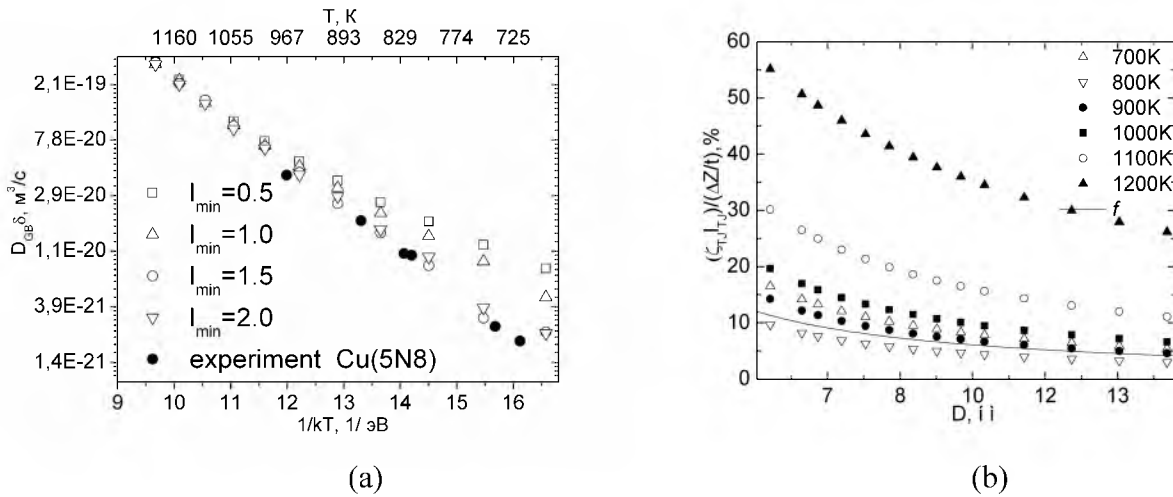 T, К
1160 1055 967 893 829 774 725
2,1E-19
7,8E-20
2,9E-20
1,1E-20
3,9E-21
1,4E-21
D_GB δ, м³/с
l_min=0.5
l_min=1.0
l_min=1.5
l_min=2.0
experiment Cu(5N8)
9 10 11 12 13 14 15 16
1/kT, 1/ эВ
(a)
60
50
40
30
20
10
0
(ζ_TJ l_TJ)/(ΔZ/t), %
700K
800K
900K
1000K
1100K
1200K
f
7 8 10 11 13
D, í ì
(b)